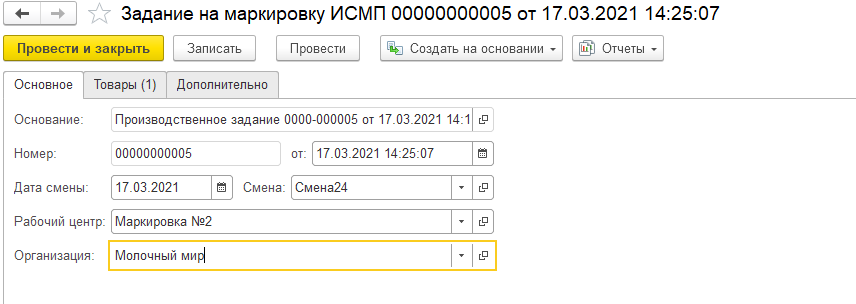 Задание на маркировку ИСМП 00000000005 от 17.03.2021 14:25:07
Провести и закрыть Записать Провести Создать на основании Отчеты
Основное Товары (1) Дополнительно
Основание: Производственное задание 0000-000005 от 17.03.2021 14:1
Номер: 00000000005 от: 17.03.2021 14:25:07
Дата смены: 17.03.2021 Смена: Смена24
Рабочий центр: Маркировка №2
Организация: Молочный мир